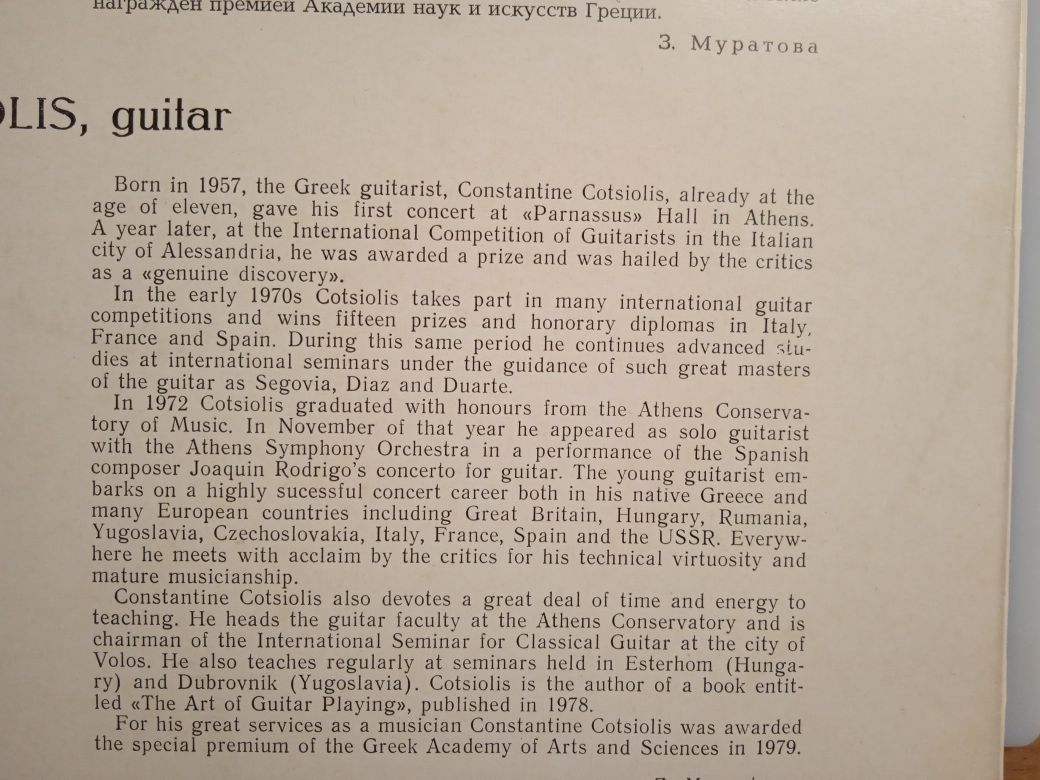 награжден премией Академии наук и искусств Греции.
З. Муратова
OLIS, guitar
Born in 1957, the Greek guitarist, Constantine Cotsiolis, already at the
age of eleven, gave his first concert at «Parnassus» Hall in Athens.
A year later, at the International Competition of Guitarists in the Italian
city of Alessandria, he was awarded a prize and was hailed by the critics
as a «genuine discovery».
In the early 1970s Cotsiolis takes part in many international guitar
competitions and wins fifteen prizes and honorary diplomas in Italy,
France and Spain. During this same period he continues advanced stu-
dies at international seminars under the guidance of such great masters
of the guitar as Segovia, Diaz and Duarte.
In 1972 Cotsiolis graduated with honours from the Athens Conserva-
tory of Music. In November of that year he appeared as solo guitarist
with the Athens Symphony Orchestra in a performance of the Spanish
composer Joaquin Rodrigo's concerto for guitar. The young guitarist em-
barks on a highly sucessful concert career both in his native Greece and
many European countries including Great Britain, Hungary, Rumania,
Yugoslavia, Czechoslovakia, Italy, France, Spain and the USSR. Everyw-
here he meets with acclaim by the critics for his technical virtuosity and
mature musicianship.
Constantine Cotsiolis also devotes a great deal of time and energy to
teaching. He heads the guitar faculty at the Athens Conservatory and is
chairman of the International Seminar for Classical Guitar at the city of
Volos. He also teaches regularly at seminars held in Esterhom (Hunga-
ry) and Dubrovnik (Yugoslavia). Cotsiolis is the author of a book entit-
led «The Art of Guitar Playing», published in 1978.
For his great services as a musician Constantine Cotsiolis was awarded
the special premium of the Greek Academy of Arts and Sciences in 1979.